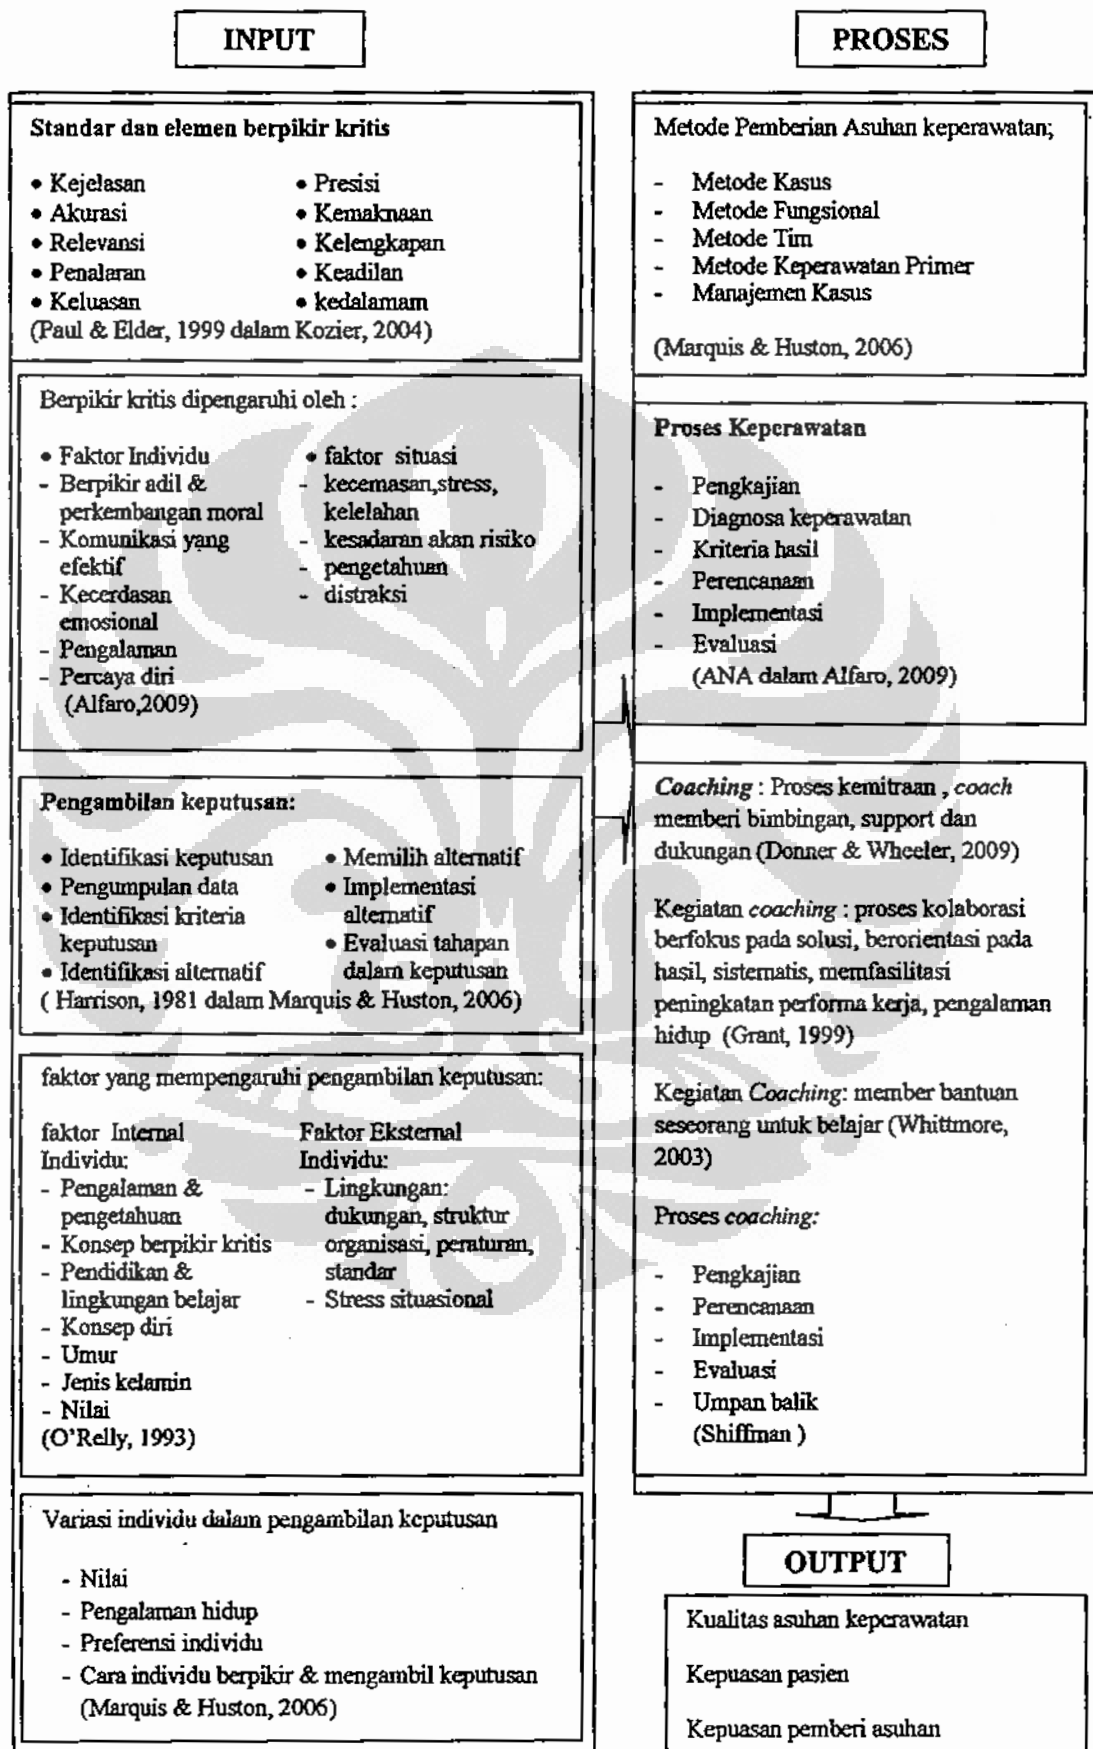 INPUT
Standar dan elemen berpikir kritis
• Kejelasan
• Akurasi
• Relevansi
• Penalaran
• Keluasan
• Presisi
• Kemaknaan
• Kelengkapan
• Keadilan
• kedalamam
(Paul & Elder, 1999 dalam Kozier, 2004)
Berpikir kritis dipengaruhi oleh :
• Faktor Individu
- Berpikir adil &
perkembangan moral
- Komunikasi yang
efektif
- Kecerdasan
emosional
- Pengalaman
- Percaya diri
(Alfaro,2009)
• faktor situasi
- kecemasan,stress,
kelelahan
- kesadaran akan risiko
- pengetahuan
- distraksi
Pengambilan keputusan:
• Identifikasi keputusan
• Pengumpulan data
• Identifikasi kriteria
keputusan
• Identifikasi alternatif
• Memilih alternatif
• Implementasi
alternatif
• Evaluasi tahapan
dalam keputusan
( Harrison, 1981 dalam Marquis & Huston, 2006)
faktor yang mempengaruhi pengambilan keputusan:
faktor Internal
Individu:
- Pengalaman &
pengetahuan
- Konsep berpikir kritis
- Pendidikan &
lingkungan belajar
- Konsep diri
- Umur
- Jenis kelamin
- Nilai
(O'Relly, 1993)
Faktor Eksternal
Individu:
- Lingkungan:
dukungan, struktur
organisasi, peraturan,
standar
- Stress situasional
Variasi individu dalam pengambilan keputusan
- Nilai
- Pengalaman hidup
- Preferensi individu
- Cara individu berpikir & mengambil keputusan
(Marquis & Huston, 2006)
PROSES
Metode Pemberian Asuhan keperawatan;
- Metode Kasus
- Metode Fungsional
- Metode Tim
- Metode Keperawatan Primer
- Manajemen Kasus
(Marquis & Huston, 2006)
Proses Keperawatan
- Pengkajian
- Diagnosa keperawatan
- Kriteria hasil
- Perencanaan
- Implementasi
- Evaluasi
(ANA dalam Alfaro, 2009)
Coaching : Proses kemitraan , coach
memberi bimbingan, support dan
dukungan (Donner & Wheeler, 2009)
Kegiatan coaching : proses kolaborasi
berfokus pada solusi, berorientasi pada
hasil, sistematis, memfasilitasi
peningkatan performa kerja, pengalaman
hidup (Grant, 1999)
Kegiatan Coaching: member bantuan
seseorang untuk belajar (Whittmore,
2003)
Proses coaching:
- Pengkajian
- Perencanaan
- Implementasi
- Evaluasi
- Umpan balik
(Shiffman )
OUTPUT
Kualitas asuhan keperawatan
Kepuasan pasien
Kepuasan pemberi asuhan